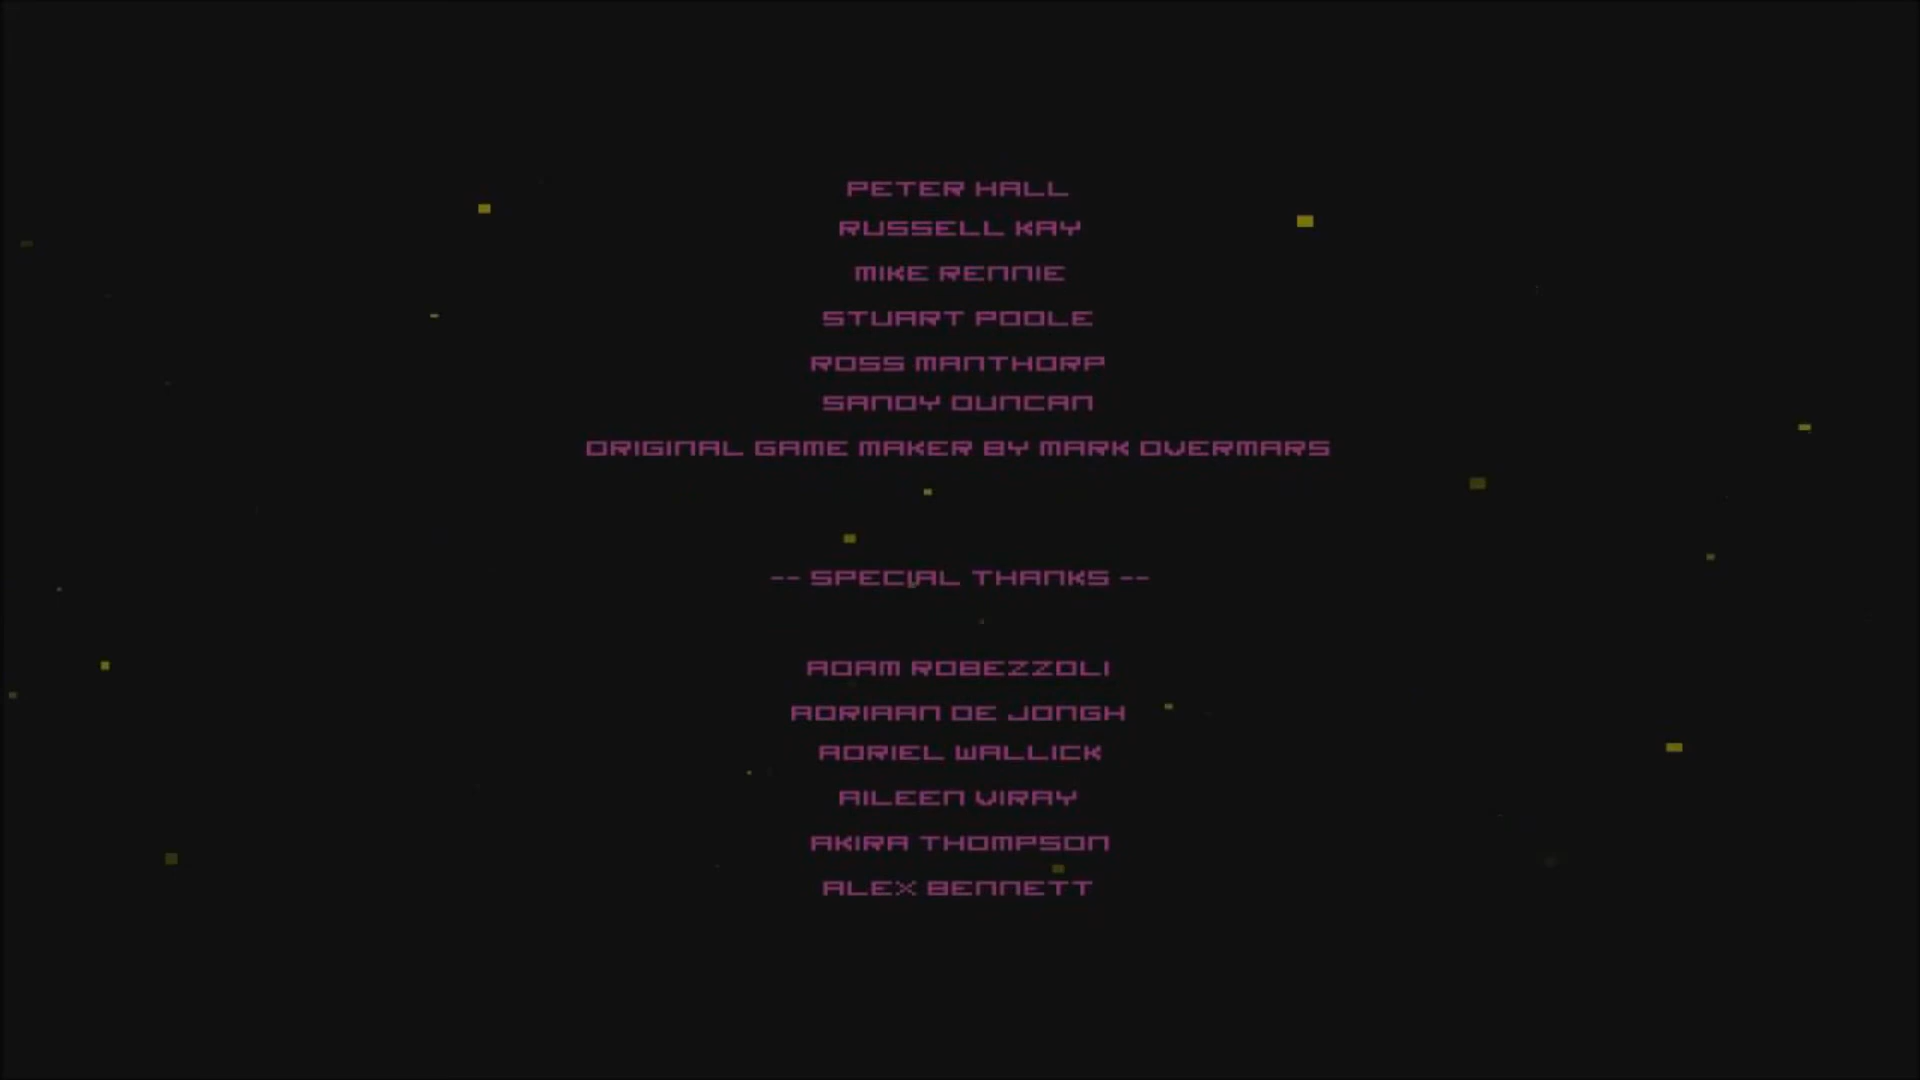 PETER HALL
RUSSELL KAY
MIKE RENNIE
STUART POOLE
ROSS MANTHORP
SANDY DUNCAN
ORIGINAL GAME MAKER BY MARK OVERMARS
-- SPECIAL THANKS --
ADAM ROBEZZOLI
ADRIAAN DE JONGH
ADRIEL WALLICK
AILEEN VIRAY
AKIRA THOMPSON
ALEX BENNETT